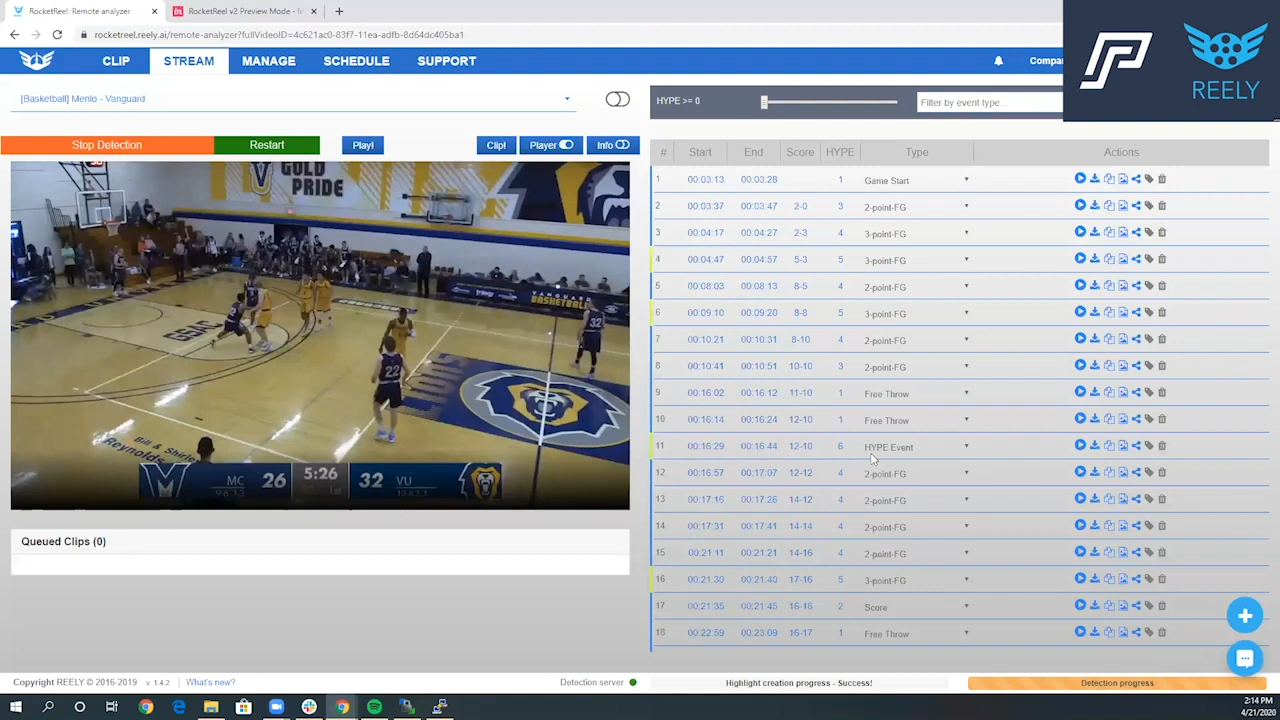 RocketReel: Remote analyzer
RocketReel v2 Preview Mode - In
rocketreel.reely.ai/remote-analyzer?fullVideoID=4c621ac0-83f7-11ea-adfb-8d64dc405ba1
CLIP STREAM MANAGE SCHEDULE SUPPORT
REELY
[Basketball] Menlo - Vanguard
HYPE >= 0
Filter by event type...
Stop Detection Restart Play! Clip! Player Info
GOLD
PRIDE
GSAC
VANGUARD
BASKETBALL
32
22
Bill & Shirley
Reynolds
MC 26 5:26 32 VU
Queued Clips (0)
# Start End Score HYPE Type Actions
1 00:03:13 00:03:28 1 Game Start
2 00:03:37 00:03:47 2-0 3 2-point-FG
3 00:04:17 00:04:27 2-3 4 3-point-FG
4 00:04:47 00:04:57 5-3 5 3-point-FG
5 00:08:03 00:08:13 8-5 4 2-point-FG
6 00:09:10 00:09:20 8-8 5 3-point-FG
7 00:10:21 00:10:31 8-10 4 2-point-FG
8 00:10:41 00:10:51 10-10 3 2-point-FG
9 00:16:02 00:16:12 11-10 1 Free Throw
10 00:16:14 00:16:24 12-10 1 Free Throw
11 00:16:29 00:16:44 12-10 6 HYPE Event
12 00:16:57 00:17:07 12-12 4 2-point-FG
13 00:17:16 00:17:26 14-12 4 2-point-FG
14 00:17:31 00:17:41 14-14 4 2-point-FG
15 00:21:11 00:21:21 14-16 4 2-point-FG
16 00:21:30 00:21:40 17-16 5 3-point-FG
17 00:21:35 00:21:45 16-16 2 Score
18 00:22:59 00:23:09 16-17 1 Free Throw
Copyright REELY © 2016-2019 v 1.4.2 What's new?
Detection server
Highlight creation progress - Success!
Detection progress
2:14 PM
4/21/2020